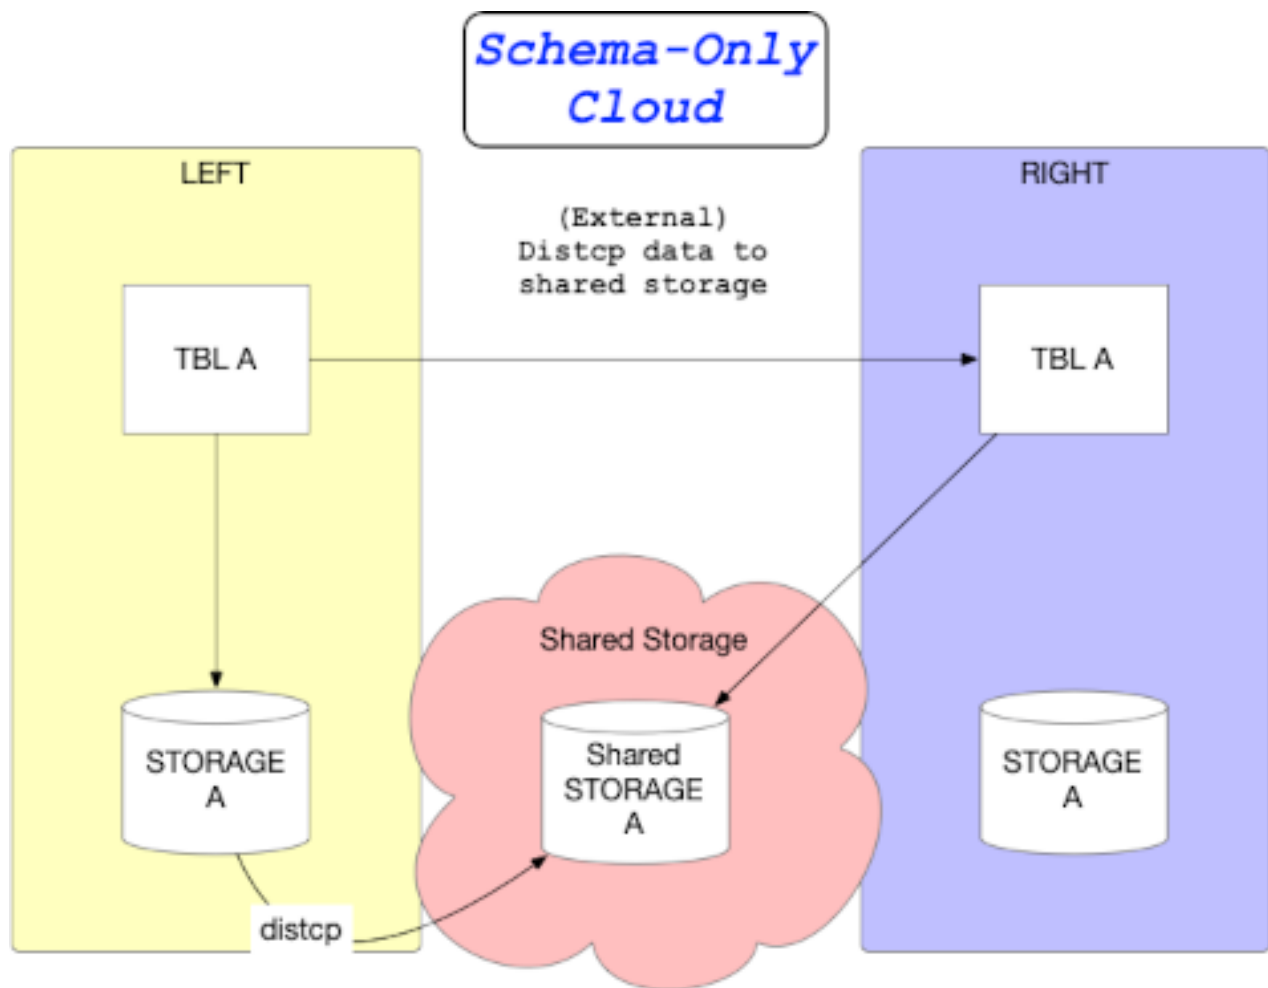 Schema-Only
Cloud
LEFT
RIGHT
(External)
Distcp data to
shared storage
TBL A
TBL A
Shared Storage
STORAGE
A
Shared
STORAGE
A
STORAGE
A
distcp